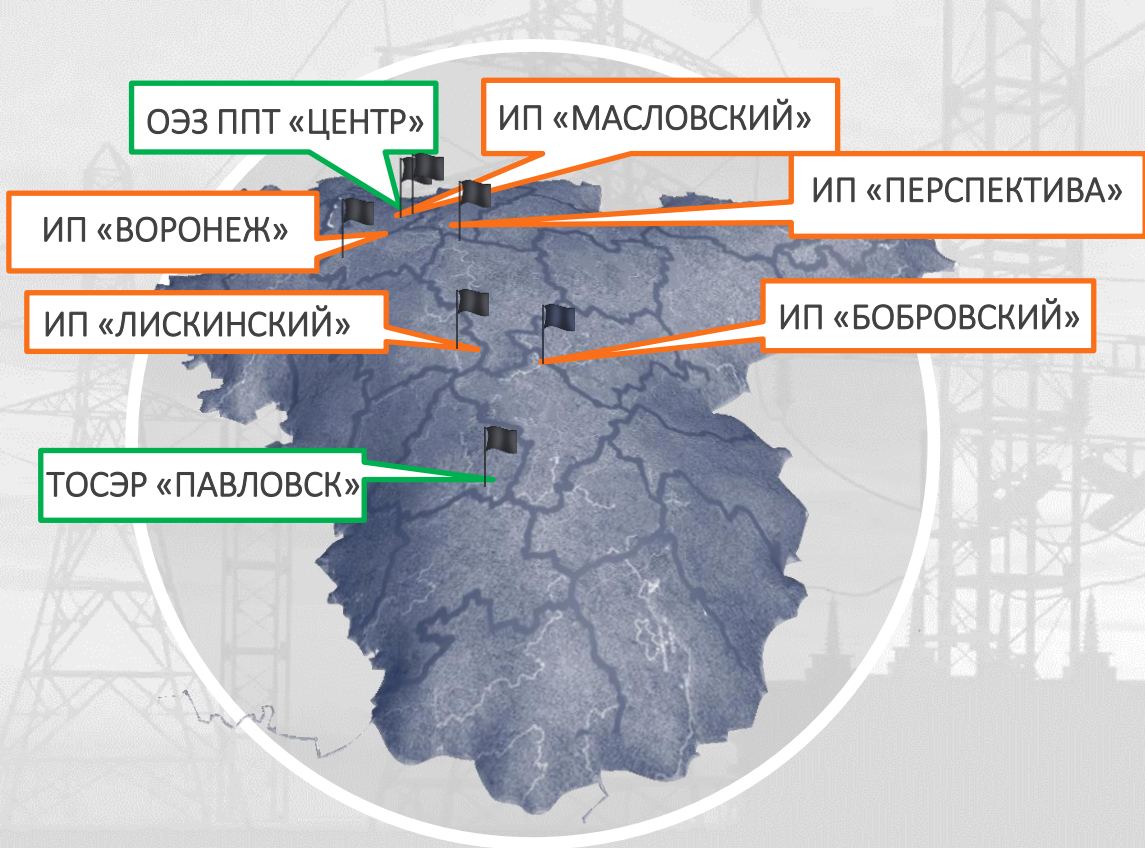 ОЭЗ ППТ «ЦЕНТР»
ИП «МАСЛОВСКИЙ»
ИП «ПЕРСПЕКТИВА»
ИП «ВОРОНЕЖ»
ИП «ЛИСКИНСКИЙ»
ИП «БОБРОВСКИЙ»
ТОСЭР «ПАВЛОВСК»